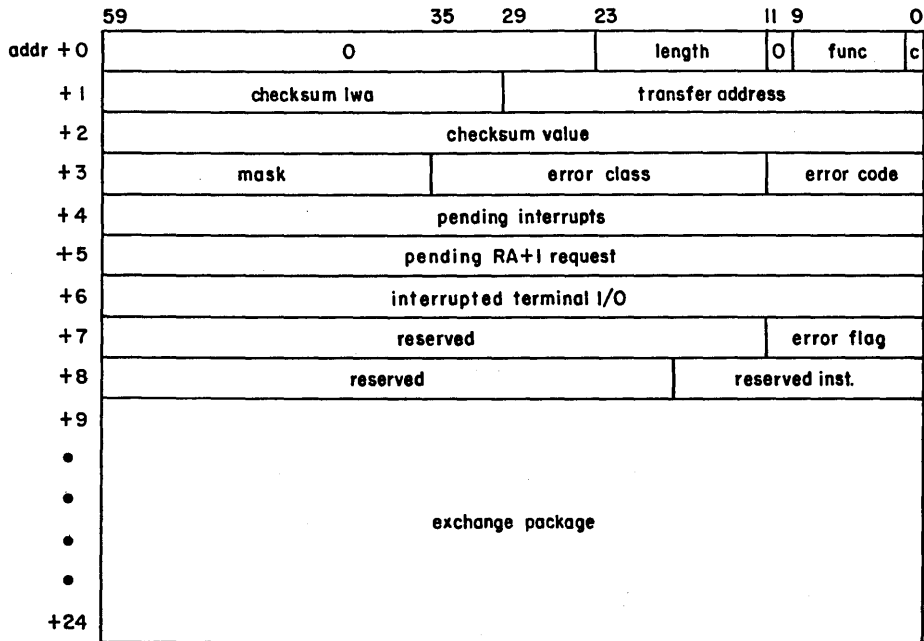 59 35 29 23 11 9 0
addr +0 0 length 0 func c
+1 checksum lwa transfer address
+2 checksum value
+3 mask error class error code
+4 pending interrupts
+5 pending RA+1 request
+6 interrupted terminal I/O
+7 reserved error flag
+8 reserved reserved inst.
+9
exchange package
+24